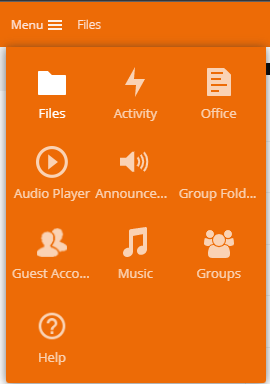 Menu Files
Files Activity Office
Audio Player Announce... Group Fold...
Guest Acco... Music Groups
Help